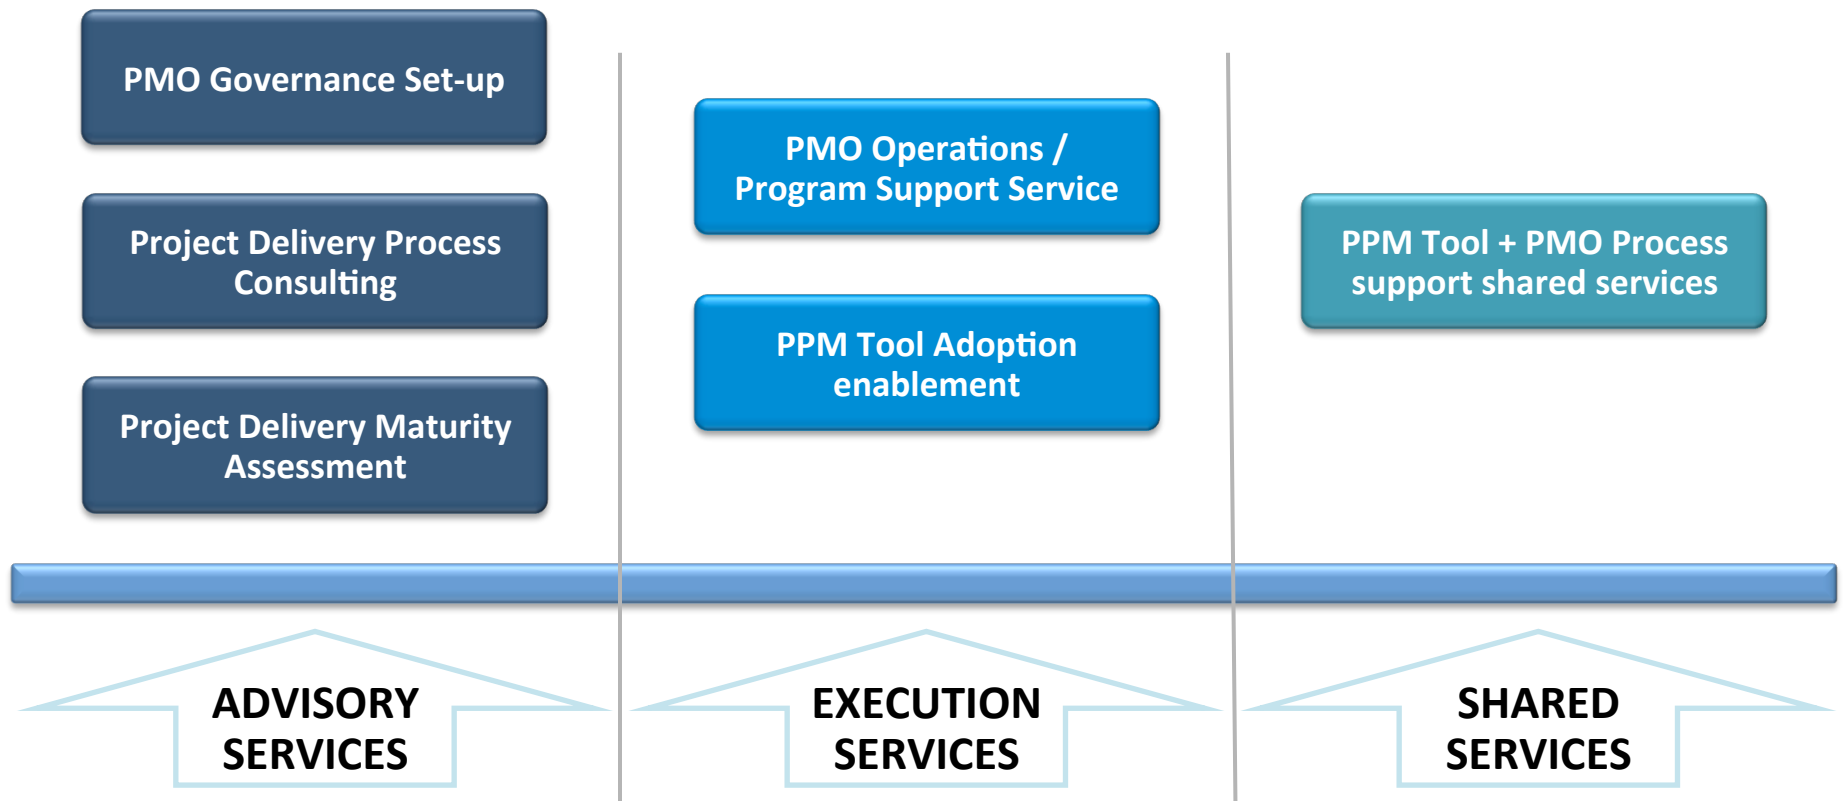 PMO Governance Set-up
Project Delivery Process
Consulting
Project Delivery Maturity
Assessment
PMO Operations /
Program Support Service
PPM Tool Adoption
enablement
PPM Tool + PMO Process
support shared services
ADVISORY
SERVICES
EXECUTION
SERVICES
SHARED
SERVICES